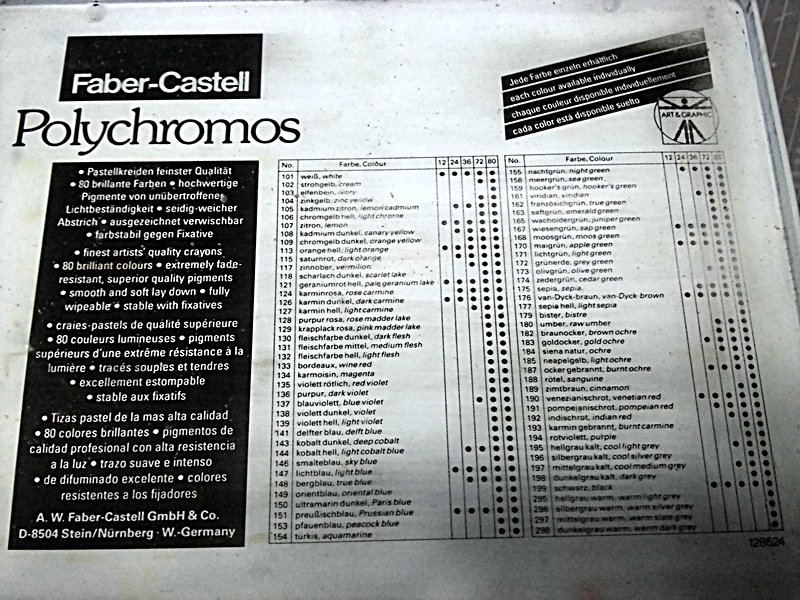 Faber-Castell
Polychromos
Jede Farbe einzeln erhältlich
each colour available individually
chaque couleur disponible individuellement
cada color está disponible suelto
ART & GRAPHIC
• Pastellkreiden feinster Qualität
• 80 brillante Farben • hochwertige
Pigmente von unübertroffener
Lichtbeständigkeit • seidig-weicher
Abstrich • ausgezeichnet verwischbar
• farbstabil gegen Fixative
• finest artists' quality crayons
• 80 brilliant colours • extremely fade-
resistant, superior quality pigments
• smooth and soft lay down • fully
wipeable • stable with fixatives
• craies-pastels de qualité supérieure
• 80 couleurs lumineuses • pigments
supérieurs d'une extrême résistance à la
lumière • tracés souples et tendres
• excellement estompable
• stable aux fixatifs
• Tizas pastel de la mas alta calidad
• 80 colores brillantes • pigmentos de
calidad profesional con alta resistencia
a la luz • trazo suave e intenso
• de difuminado excelente • colores
resistentes a los fijadores
A. W. Faber-Castell GmbH & Co.
D-8504 Stein/Nürnberg · W.-Germany
No. Farbe, Colour 12 24 36 72 80
101 weiß, white
102 strohgelb, cream
103 elfenbein, ivory
104 zinkgelb, zinc yellow
105 kadmium zitron, lemon cadmium
106 chromgelb hell, light chrome
107 zitron, lemon
108 kadmium dunkel, canary yellow
109 chromgelb dunkel, orange yellow
113 orange hell, light orange
115 saturnrot, dark orange
117 zinnober, vermilion
118 scharlach dunkel, scarlet lake
121 geraniumrot hell, pale geranium lake
124 karminrosa, rose carmine
126 karmin dunkel, dark carmine
127 karmin hell, light carmine
128 purpur rosa, rose madder lake
129 krapplack rosa, pink madder lake
130 fleischfarbe dunkel, dark flesh
131 fleischfarbe mittel, medium flesh
132 fleischfarbe hell, light flesh
133 bordeaux, wine red
134 karmoisin, magenta
135 violett rötlich, red violet
136 purpur, dark violet
137 blauviolett, blue violet
138 violett dunkel, violet
139 violett hell, light violet
141 delfter blau, delft blue
143 kobalt dunkel, deep cobalt
144 kobalt hell, light cobalt blue
146 smalteblau, sky blue
147 lichtblau, light blue
148 bergblau, true blue
149 orientblau, oriental blue
150 ultramarin dunkel, Paris blue
151 preußischblau, Prussian blue
153 pfauenblau, peacock blue
154 türkis, aquamarine
No. Farbe, Colour 12 24 36 72 80
155 nachtgrün, night green
158 meergrün, sea green
159 hooker's grün, hooker's green
161 viridian, viridian
162 französischgrün, true green
163 saftgrün, emerald green
165 wacholdergrün, juniper green
167 wiesengrün, sap green
168 moosgrün, moos green
170 maigrün, apple green
171 lichtgrün, light green
172 grünerde, grey green
173 olivgrün, olive green
174 zedergrün, cedar green
175 sepia, sepia
176 van-Dyck-braun, van-Dyck-brown
177 sepia hell, light sepia
179 bister, bistre
180 umber, raw umber
182 braunocker, brown ochre
183 goldocker, gold ochre
184 siena natur, ochre
185 neapelgelb, light ochre
187 ocker gebrannt, burnt ochre
188 rötel, sanguine
189 zimtbraun, cinnamon
190 venezianischrot, venetian red
191 pompejanischrot, pompeian red
192 indischrot, indian red
193 karmin gebrannt, burnt carmine
194 rotviolett, purple
195 hellgrau kalt, cool light grey
196 silbergrau kalt, cool silver grey
197 mittelgrau kalt, cool medium grey
198 dunkelgrau kalt, dark grey
199 schwarz, black
295 hellgrau warm, warm light grey
296 silbergrau warm, warm silver grey
297 mittelgrau warm, warm slate grey
298 dunkelgrau warm, warm dark grey
128524